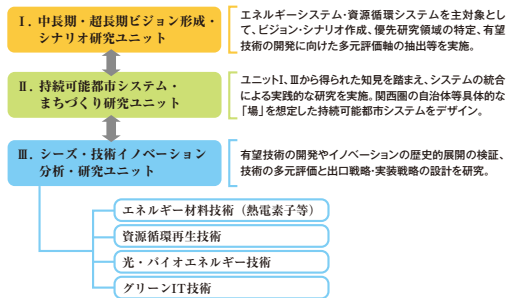 Ⅰ. 中長期・超長期ビジョン形成・
シナリオ研究ユニット
エネルギーシステム・資源循環システムを主対象とし
て、ビジョン・シナリオ作成、優先研究領域の特定、有望
技術の開発に向けた多元評価軸の抽出等を実施。
Ⅱ. 持続可能都市システム・
まちづくり研究ユニット
ユニットⅠ、Ⅲから得られた知見を踏まえ、システムの統合
による実践的な研究を実施。関西圏の自治体等具体的な
「場」を想定した持続可能都市システムをデザイン。
Ⅲ. シーズ・技術イノベーション
分析・研究ユニット
有望技術の開発やイノベーションの歴史的展開の検証、
技術の多元評価と出口戦略・実装戦略の設計を研究。
エネルギー材料技術（熱電素子等）
資源循環再生技術
光・バイオエネルギー技術
グリーンIT技術